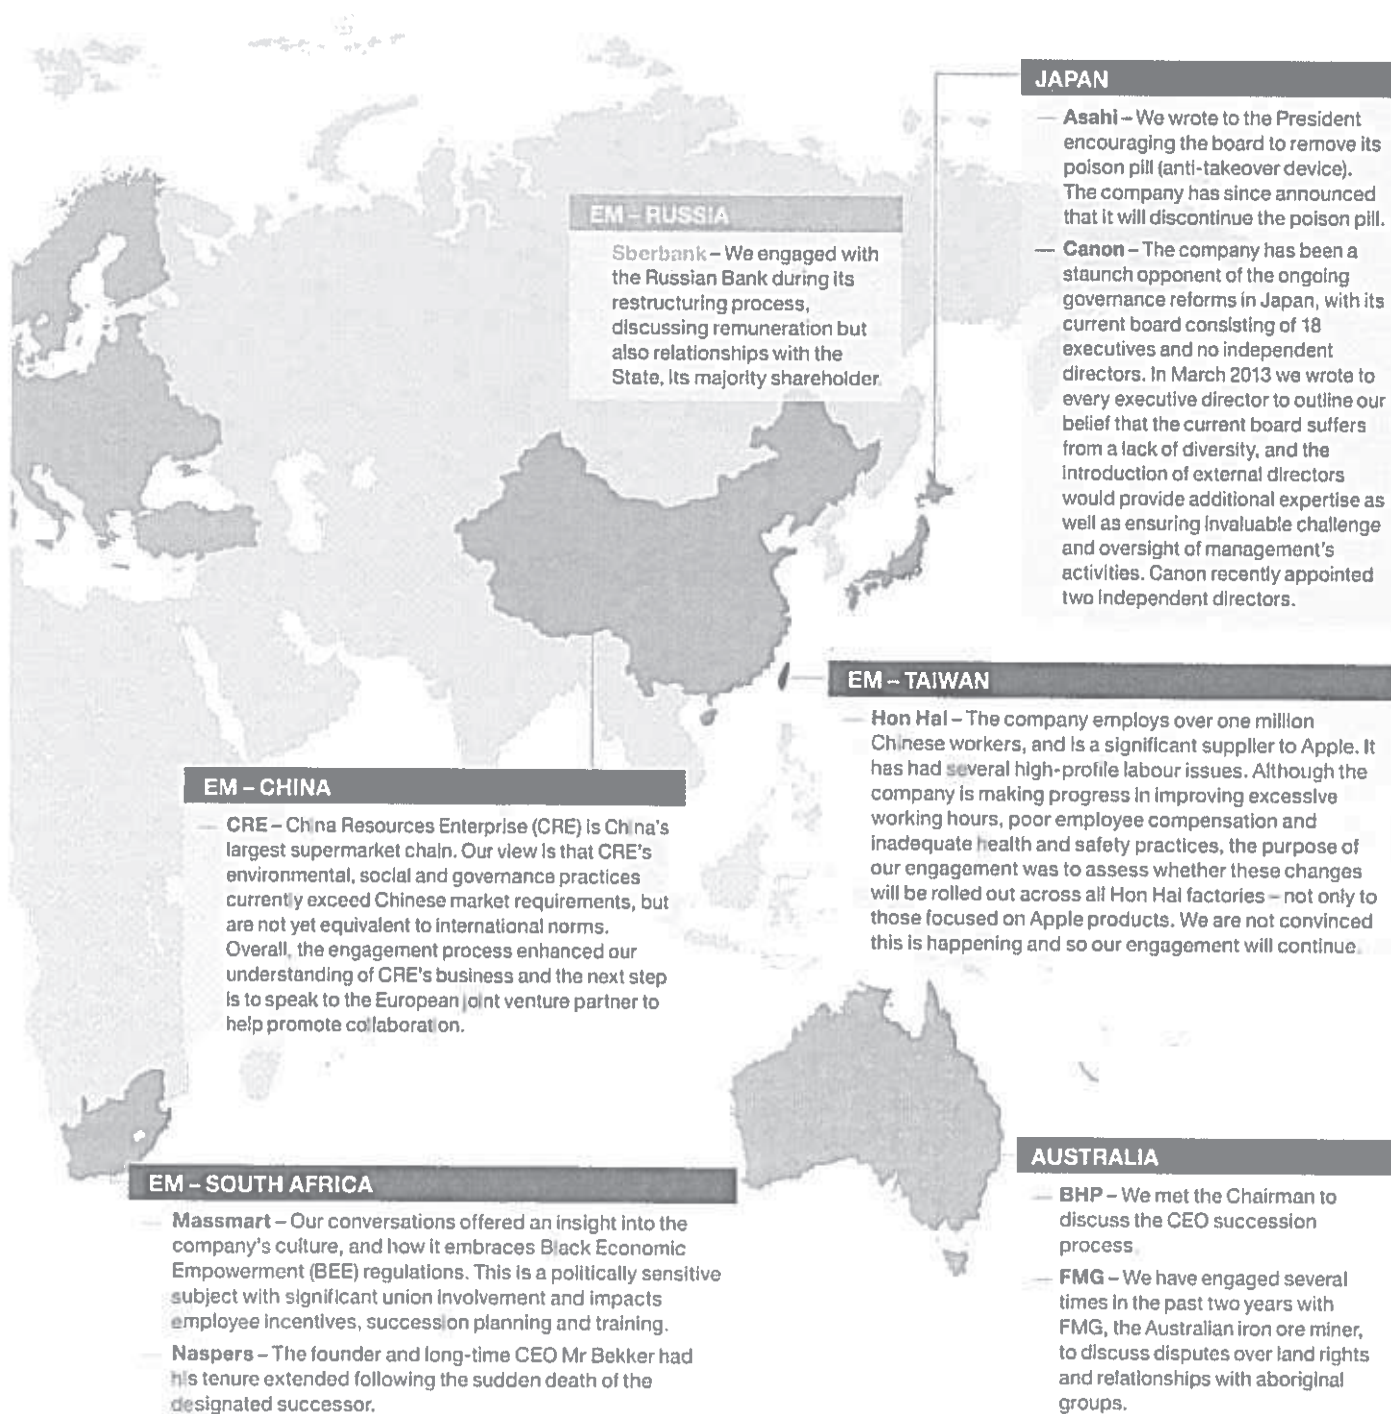 JAPAN
— Asahi – We wrote to the President
encouraging the board to remove its
poison pill (anti-takeover device).
The company has since announced
that it will discontinue the poison pill.
— Canon – The company has been a
staunch opponent of the ongoing
governance reforms in Japan, with its
current board consisting of 18
executives and no independent
directors. In March 2013 we wrote to
every executive director to outline our
belief that the current board suffers
from a lack of diversity, and the
introduction of external directors
would provide additional expertise as
well as ensuring invaluable challenge
and oversight of management's
activities. Canon recently appointed
two independent directors.
EM – RUSSIA
Sberbank – We engaged with
the Russian Bank during its
restructuring process,
discussing remuneration but
also relationships with the
State, its majority shareholder.
EM – TAIWAN
— Hon Hai – The company employs over one million
Chinese workers, and is a significant supplier to Apple. It
has had several high-profile labour issues. Although the
company is making progress in improving excessive
working hours, poor employee compensation and
inadequate health and safety practices, the purpose of
our engagement was to assess whether these changes
will be rolled out across all Hon Hai factories – not only to
those focused on Apple products. We are not convinced
this is happening and so our engagement will continue.
EM – CHINA
— CRE – China Resources Enterprise (CRE) is China's
largest supermarket chain. Our view is that CRE's
environmental, social and governance practices
currently exceed Chinese market requirements, but
are not yet equivalent to international norms.
Overall, the engagement process enhanced our
understanding of CRE's business and the next step
is to speak to the European joint venture partner to
help promote collaboration.
EM – SOUTH AFRICA
— Massmart – Our conversations offered an insight into the
company's culture, and how it embraces Black Economic
Empowerment (BEE) regulations. This is a politically sensitive
subject with significant union involvement and impacts
employee incentives, succession planning and training.
— Naspers – The founder and long-time CEO Mr Bekker had
his tenure extended following the sudden death of the
designated successor.
AUSTRALIA
— BHP – We met the Chairman to
discuss the CEO succession
process.
— FMG – We have engaged several
times in the past two years with
FMG, the Australian iron ore miner,
to discuss disputes over land rights
and relationships with aboriginal
groups.